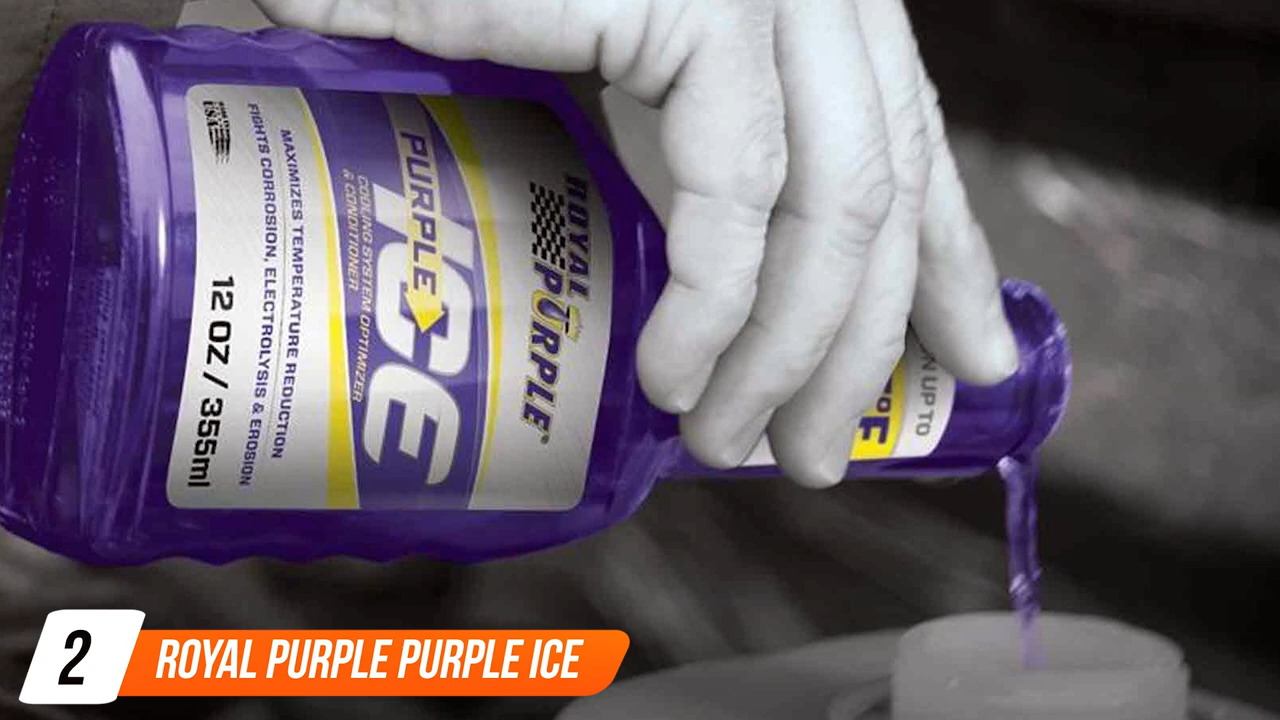 ROYAL
PURPLE®
PURPLE
ICE
COOLING SYSTEM OPTIMIZER
& CONDITIONER
MAXIMIZES TEMPERATURE REDUCTION
FIGHTS CORROSION, ELECTROLYSIS & EROSION
12 OZ / 355ml
N UP TO
2
ROYAL PURPLE PURPLE ICE